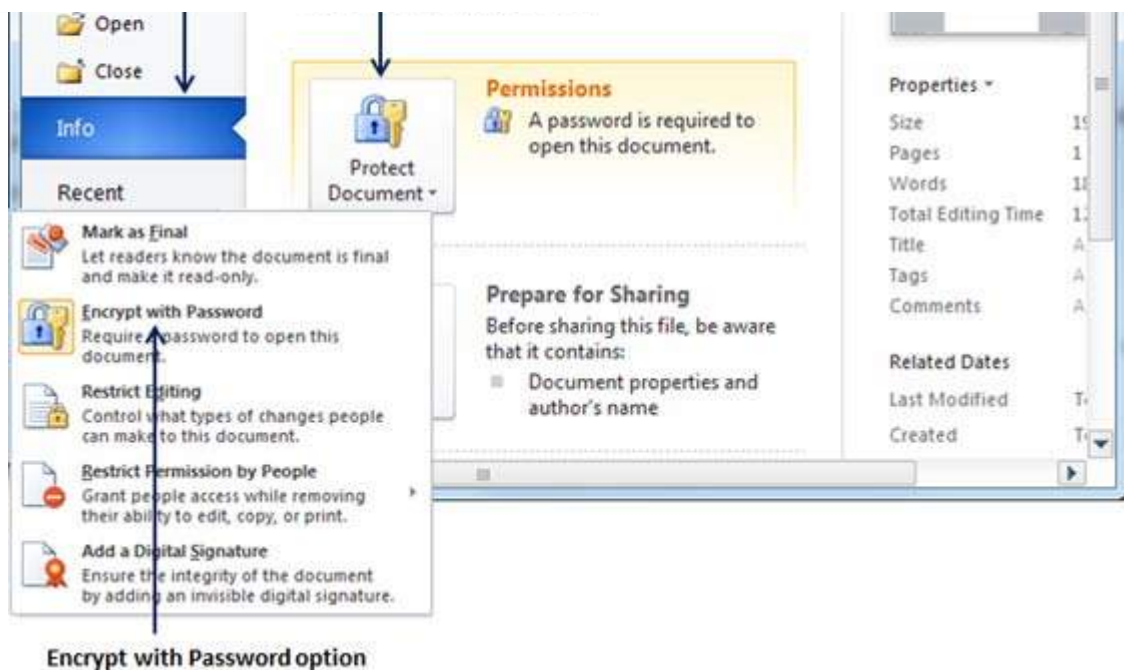 Open
Close
Info
Recent
Protect
Document
Permissions
A password is required to
open this document.
Mark as Final
Let readers know the document is final
and make it read-only.
Encrypt with Password
Require a password to open this
document.
Restrict Editing
Control what types of changes people
can make to this document.
Restrict Permission by People
Grant people access while removing
their ability to edit, copy, or print.
Add a Digital Signature
Ensure the integrity of the document
by adding an invisible digital signature.
Prepare for Sharing
Before sharing this file, be aware
that it contains:
Document properties and
author's name
Properties
Size
Pages 1
Words
Total Editing Time
Title
Tags
Comments
Related Dates
Last Modified
Created
Encrypt with Password option